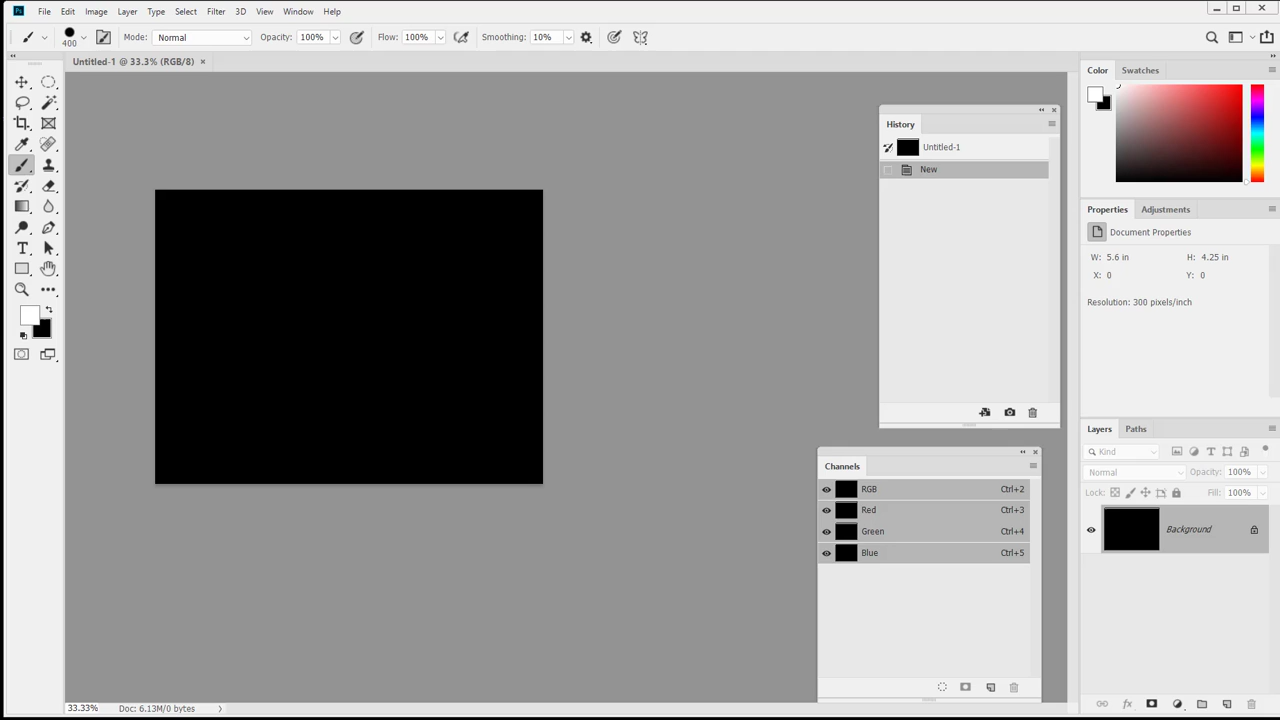 Ps File Edit Image Layer Type Select Filter 3D View Window Help
400 Mode: Normal Opacity: 100% Flow: 100% Smoothing: 10%
Untitled-1 @ 33.3% (RGB/8) ×
Color Swatches
History
Untitled-1
New
Properties Adjustments
Document Properties
W: 5.6 in H: 4.25 in
X: 0 Y: 0
Resolution: 300 pixels/inch
Layers Paths
Kind
Normal Opacity: 100%
Lock: Fill: 100%
Background
Channels
RGB Ctrl+2
Red Ctrl+3
Green Ctrl+4
Blue Ctrl+5
fx
33.33% Doc: 6.13M/0 bytes